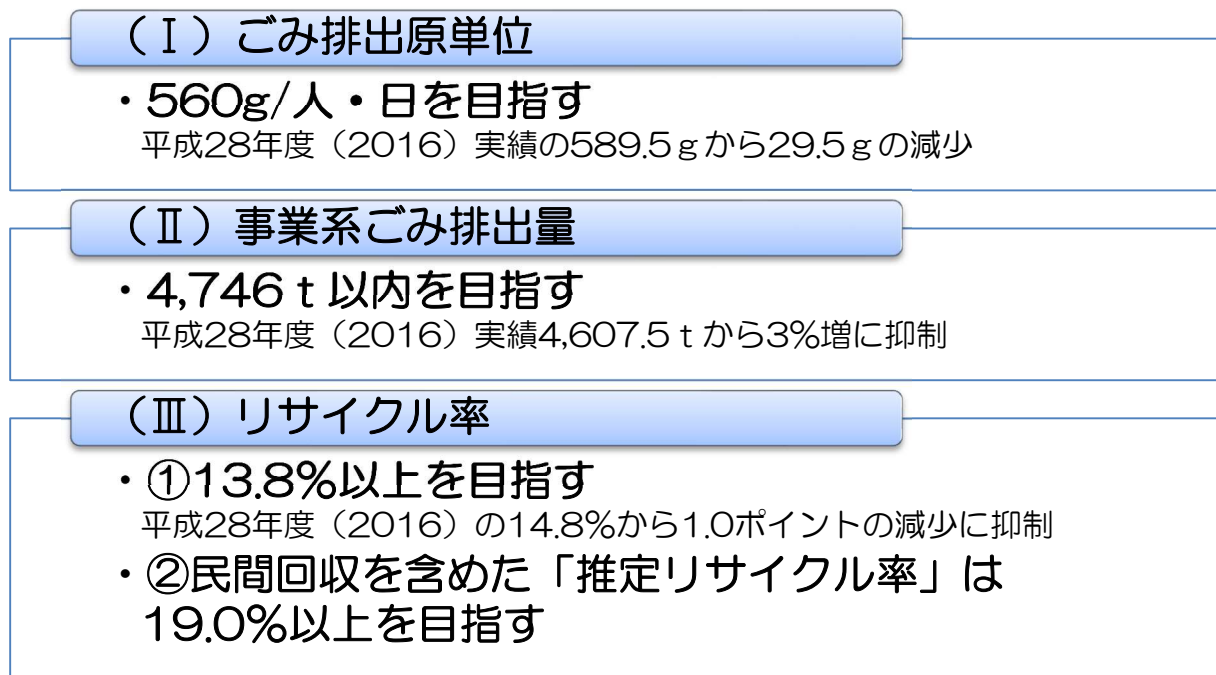 (Ⅰ)ごみ排出原単位
・560g/人・日を目指す
平成28年度(2016)実績の589.5gから29.5gの減少
(Ⅱ)事業系ごみ排出量
・4,746t以内を目指す
平成28年度(2016)実績4,607.5tから3%増に抑制
(Ⅲ)リサイクル率
・①13.8%以上を目指す
平成28年度(2016)の14.8%から1.0ポイントの減少に抑制
・②民間回収を含めた「推定リサイクル率」は
19.0%以上を目指す